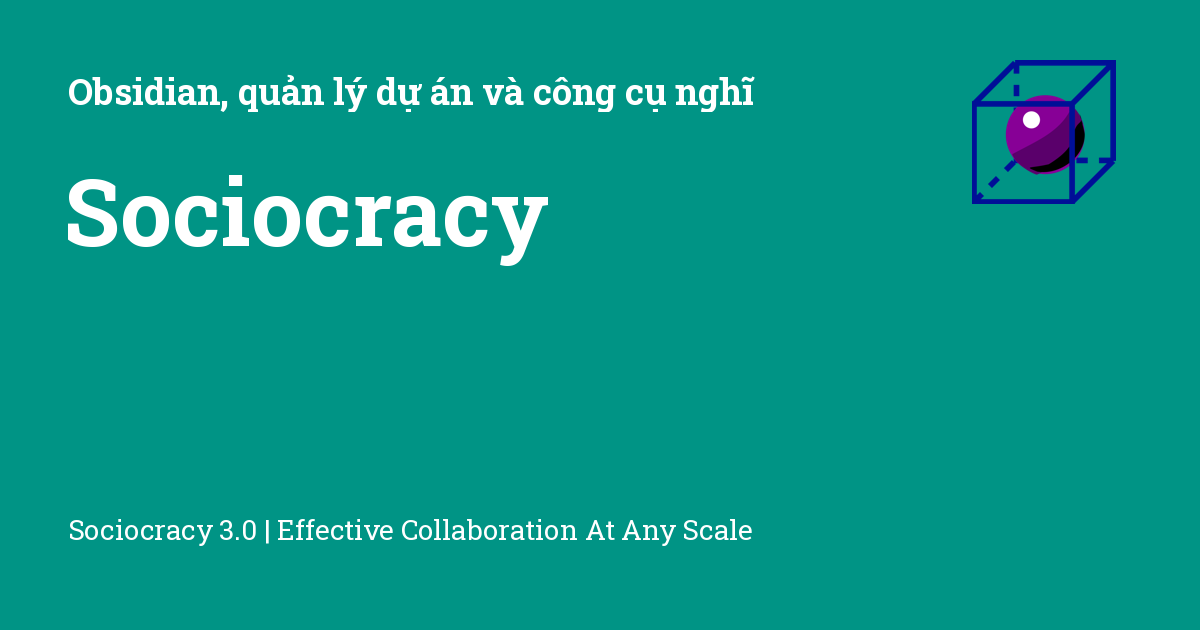 Obsidian, quản lý dự án và công cụ nghĩ
Sociocracy
Sociocracy 3.0 | Effective Collaboration At Any Scale